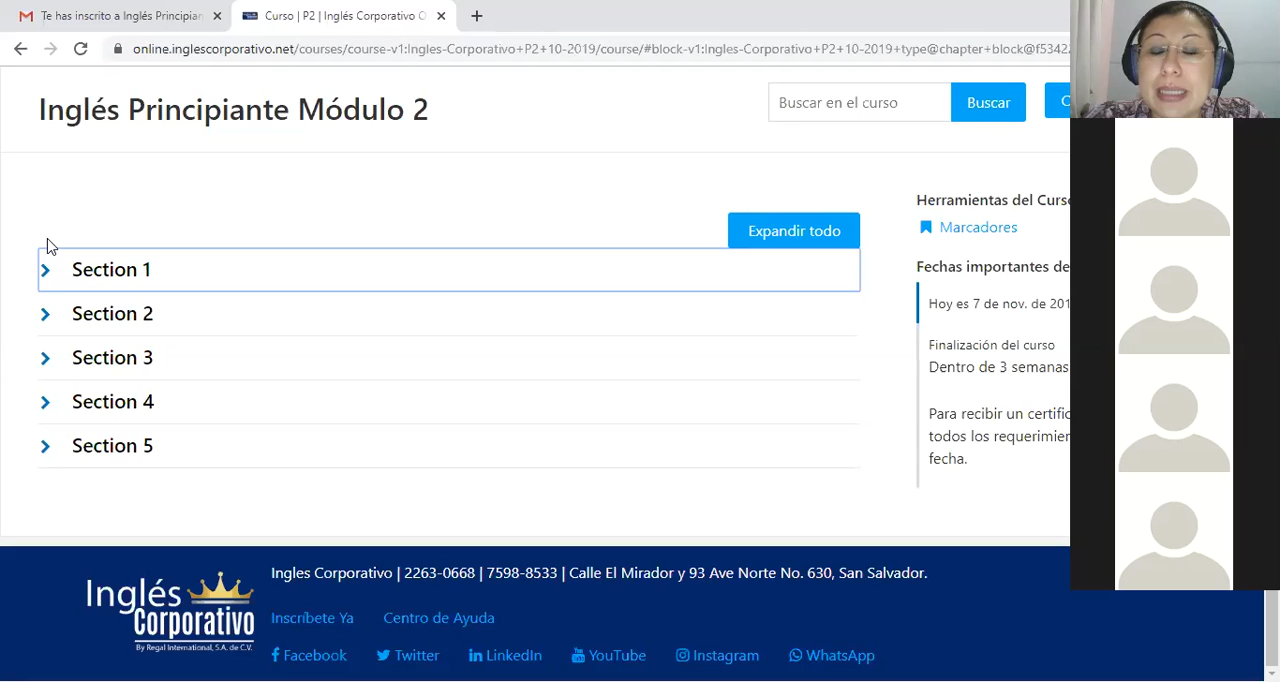 Te has inscrito a Inglés Principian
Curso | P2 | Inglés Corporativo O
online.inglescorporativo.net/courses/course-v1:Ingles-Corporativo+P2+10-2019/course/#block-v1:Ingles-Corporativo+P2+10-2019+type@chapter+block@f5342
Inglés Principiante Módulo 2
Buscar en el curso
Buscar
C
Herramientas del Curso
Marcadores
Expandir todo
Fechas importantes de
Section 1
Hoy es 7 de nov. de 201
Section 2
Finalización del curso
Section 3
Dentro de 3 semanas
Section 4
Para recibir un certific
todos los requerimien
Section 5
fecha.
Inglés
Corporativo
By Regal International, S.A. de C.V.
Ingles Corporativo | 2263-0668 | 7598-8533 | Calle El Mirador y 93 Ave Norte No. 630, San Salvador.
Inscríbete Ya
Centro de Ayuda
Facebook
Twitter
LinkedIn
YouTube
Instagram
WhatsApp